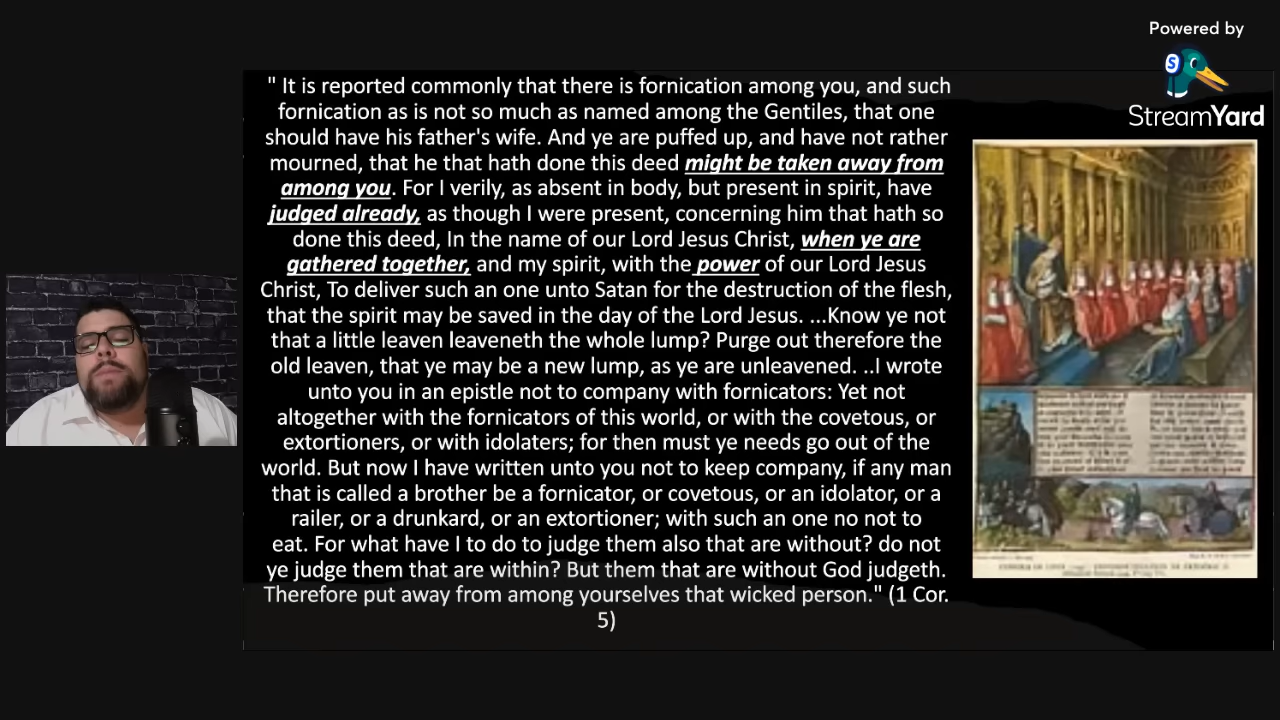 Powered by
StreamYard
" It is reported commonly that there is fornication among you, and such
fornication as is not so much as named among the Gentiles, that one
should have his father's wife. And ye are puffed up, and have not rather
mourned, that he that hath done this deed might be taken away from
among you. For I verily, as absent in body, but present in spirit, have
judged already, as though I were present, concerning him that hath so
done this deed, In the name of our Lord Jesus Christ, when ye are
gathered together, and my spirit, with the power of our Lord Jesus
Christ, To deliver such an one unto Satan for the destruction of the flesh,
that the spirit may be saved in the day of the Lord Jesus. ...Know ye not
that a little leaven leaveneth the whole lump? Purge out therefore the
old leaven, that ye may be a new lump, as ye are unleavened. ..I wrote
unto you in an epistle not to company with fornicators: Yet not
altogether with the fornicators of this world, or with the covetous, or
extortioners, or with idolaters; for then must ye needs go out of the
world. But now I have written unto you not to keep company, if any man
that is called a brother be a fornicator, or covetous, or an idolator, or a
railer, or a drunkard, or an extortioner; with such an one no not to
eat. For what have I to do to judge them also that are without? do not
ye judge them that are within? But them that are without God judgeth.
Therefore put away from among yourselves that wicked person." (1 Cor.
5)